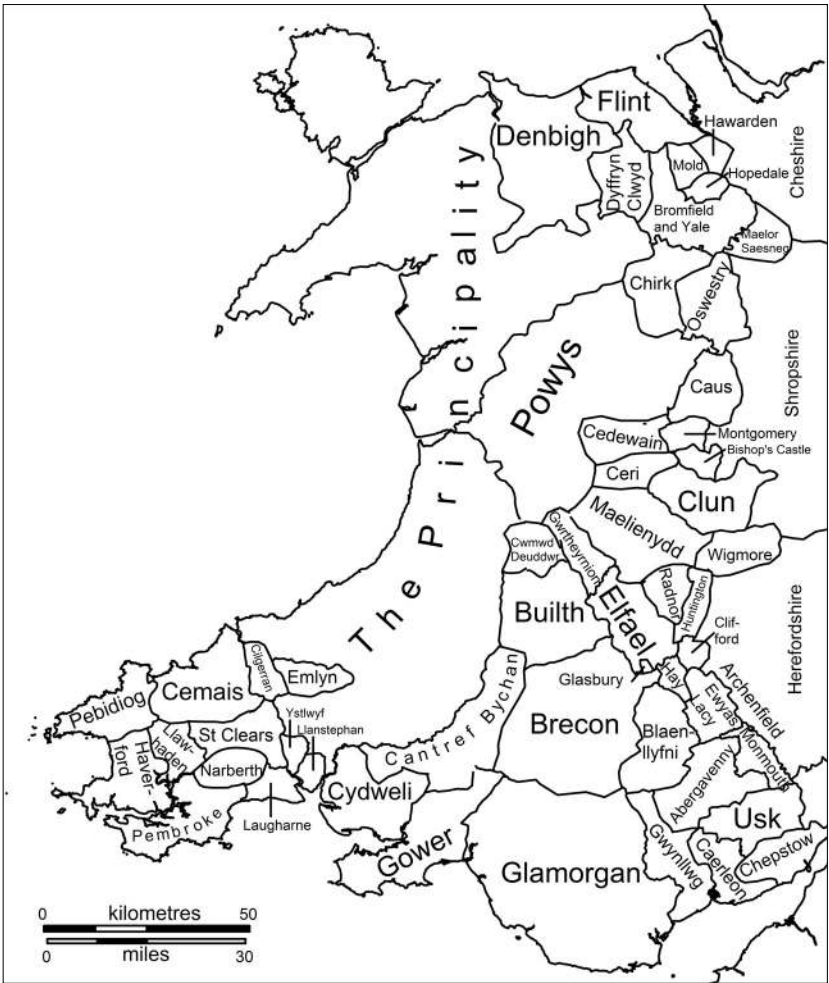 Flint
Hawarden
Denbigh
Mold
Hopedale
Cheshire
Dyffryn
Clwyd
Bromfield
and Yale
Maelor
Saesneg
Chirk
Oswestry
The Principality
Powys
Caus
Shropshire
Cedewain
Montgomery
Bishop's Castle
Ceri
Clun
Maelienydd
Gwrtheyrnion
Cwmwd
Deuddwr
Wigmore
Radnor
Huntington
Builth
Elfael
Clif-
ford
Herefordshire
Cilgerran
Emlyn
Cemais
Pebidiog
Glasbury
Hay
Archenfield
Ewyas
Lacy
Cantref Bychan
Brecon
Blaen-
llyfni
Monmouth
Ystlwyf
Llanstephan
St Clears
Llaw-
haden
Haver-
ford
Narberth
Cydweli
Abergavenny
Usk
Pembroke
Laugharne
Gower
Glamorgan
Gwynllwg
Caerleon
Chepstow
0 kilometres 50
0 miles 30